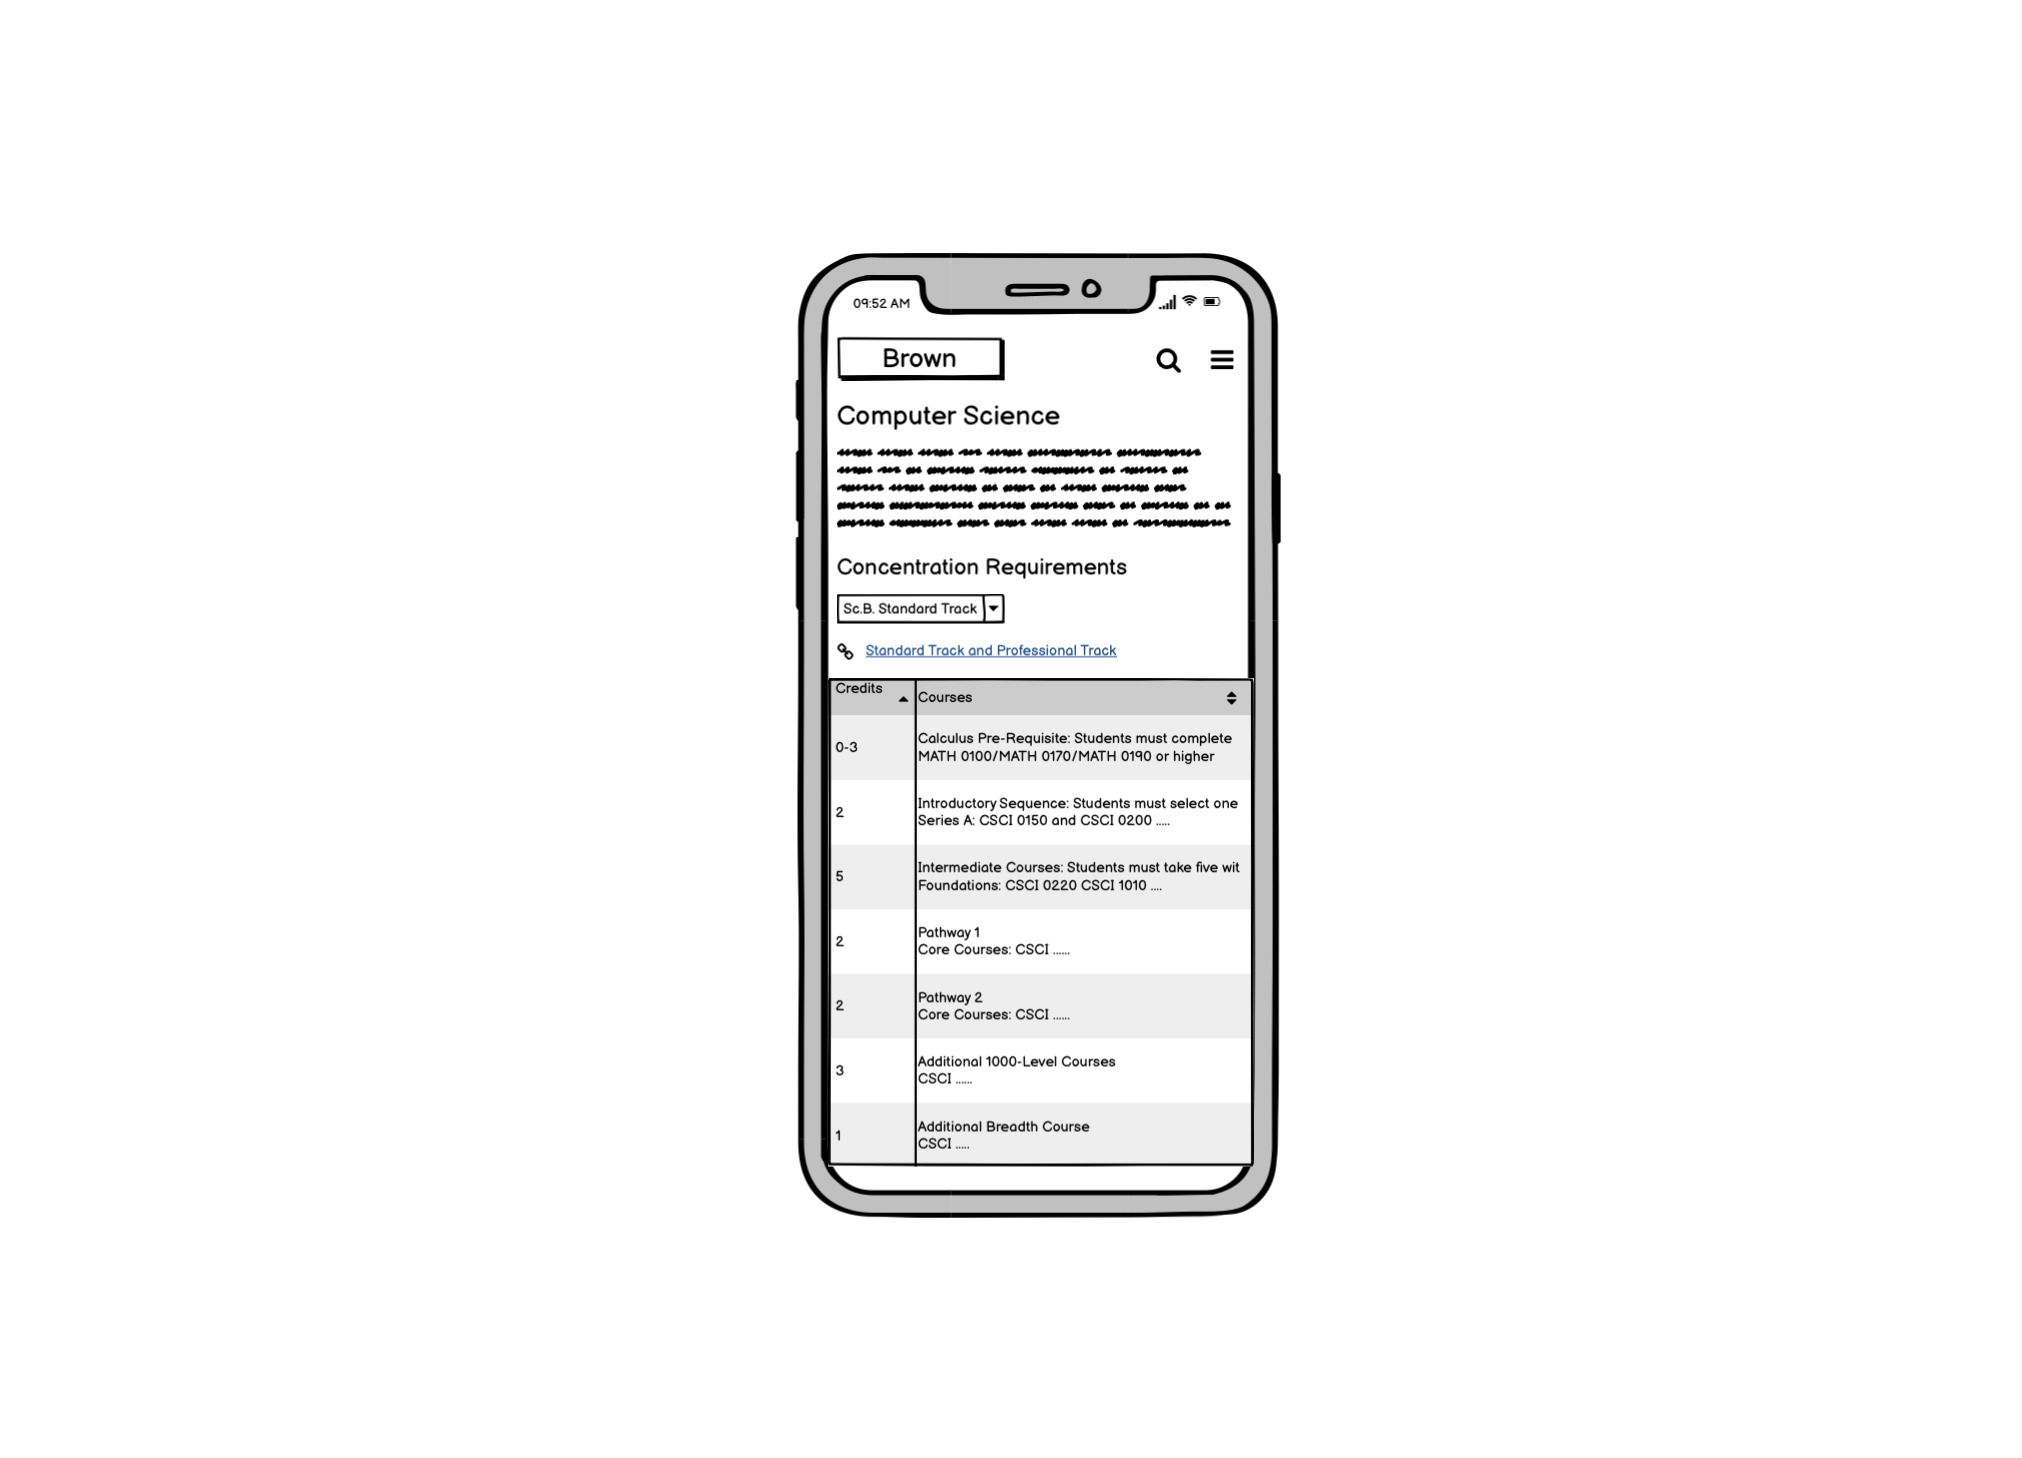 09:52 AM
Brown
Computer Science
Concentration Requirements
Sc.B. Standard Track
Standard Track and Professional Track
Credits Courses
0-3 Calculus Pre-Requisite: Students must complete
MATH 0100/MATH 0170/MATH 0190 or higher
2 Introductory Sequence: Students must select one
Series A: CSCI 0150 and CSCI 0200 .....
5 Intermediate Courses: Students must take five wit
Foundations: CSCI 0220 CSCI 1010 ....
2 Pathway 1
Core Courses: CSCI ......
2 Pathway 2
Core Courses: CSCI ......
3 Additional 1000-Level Courses
CSCI ......
1 Additional Breadth Course
CSCI .....